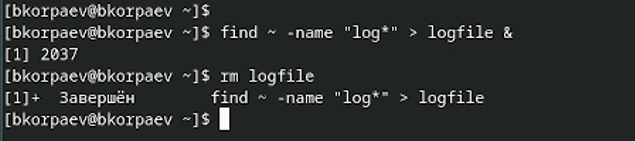 [bkorpaev@bkorpaev ~]$
[bkorpaev@bkorpaev ~]$ find ~ -name "log*" > logfile &
[1] 2037
[bkorpaev@bkorpaev ~]$ rm logfile
[1]+  Завершён        find ~ -name "log*" > logfile
[bkorpaev@bkorpaev ~]$